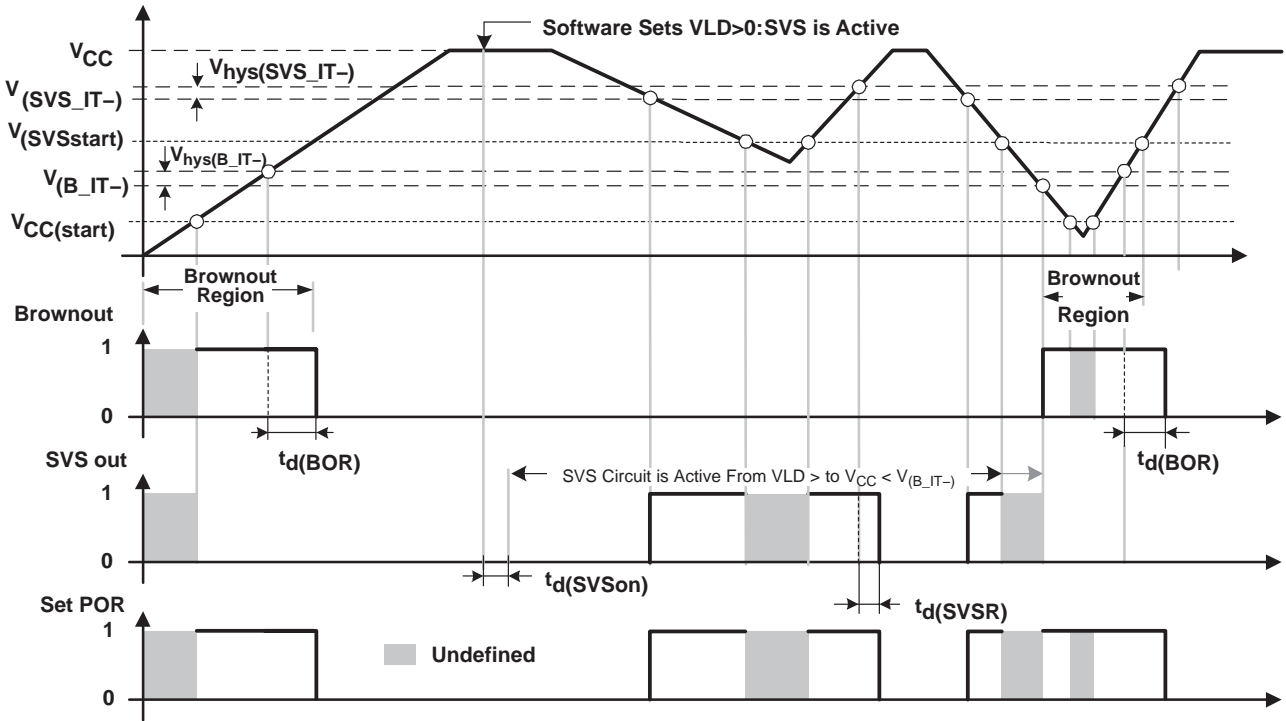 Software Sets VLD>0:SVS is Active
VCC
Vhys(SVS_IT–)
V(SVS_IT–)
V(SVSstart)
Vhys(B_IT–)
V(B_IT–)
VCC(start)
Brownout
Region
Brownout
Region
Brownout
1
0
td(BOR)
td(BOR)
SVS out
SVS Circuit is Active From VLD > to VCC < V(B_IT–)
1
0
td(SVSon)
td(SVSR)
Set POR
1
Undefined
0